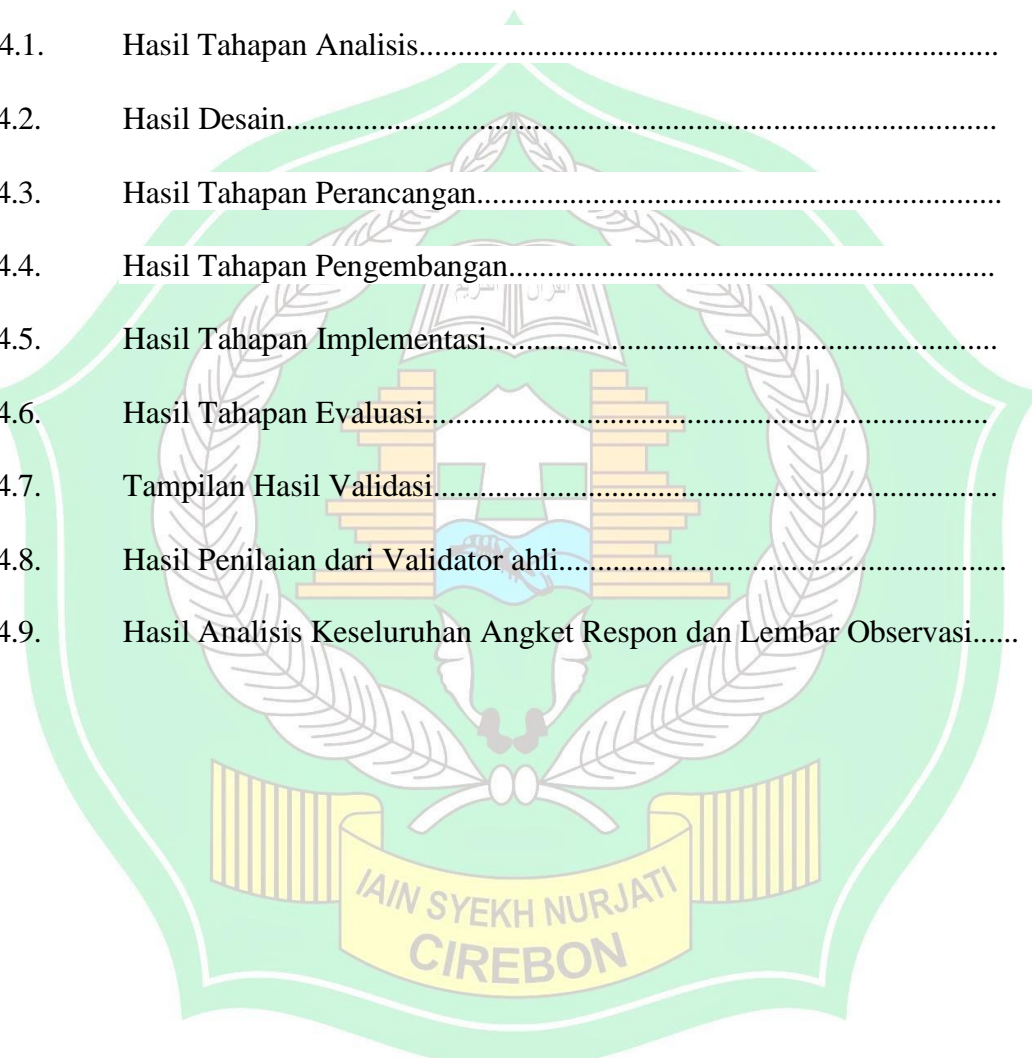 4.1. Hasil Tahapan Analisis...........................................................................
4.2. Hasil Desain............................................................................................
4.3. Hasil Tahapan Perancangan....................................................................
4.4. Hasil Tahapan Pengembangan...............................................................
القرآن الكريم
4.5. Hasil Tahapan Implementasi..................................................................
4.6. Hasil Tahapan Evaluasi.........................................................................
4.7. Tampilan Hasil Validasi.........................................................................
4.8. Hasil Penilaian dari Validator ahli..........................................................
4.9. Hasil Analisis Keseluruhan Angket Respon dan Lembar Observasi......
IAIN SYEKH NURJATI
CIREBON